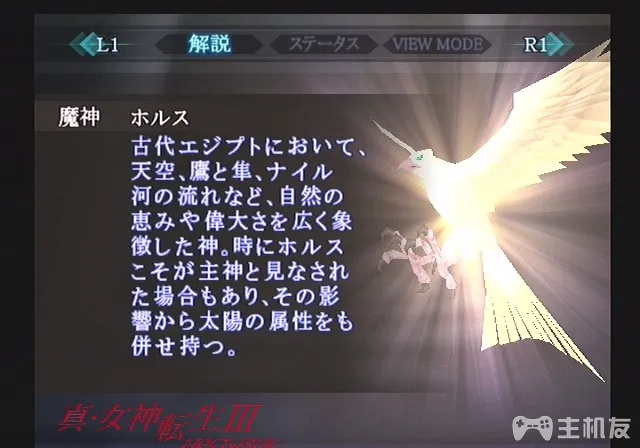 L1 解説 ステータス VIEW MODE R1
魔神 ホルス
古代エジプトにおいて、
天空、鷹と隼、ナイル
河の流れなど、自然の
恵みや偉大さを広く象
徴した神。時にホルス
こそが主神と見なされ
た場合もあり、その影
響から太陽の属性をも
併せ持つ。
真・女神転生III
主机友